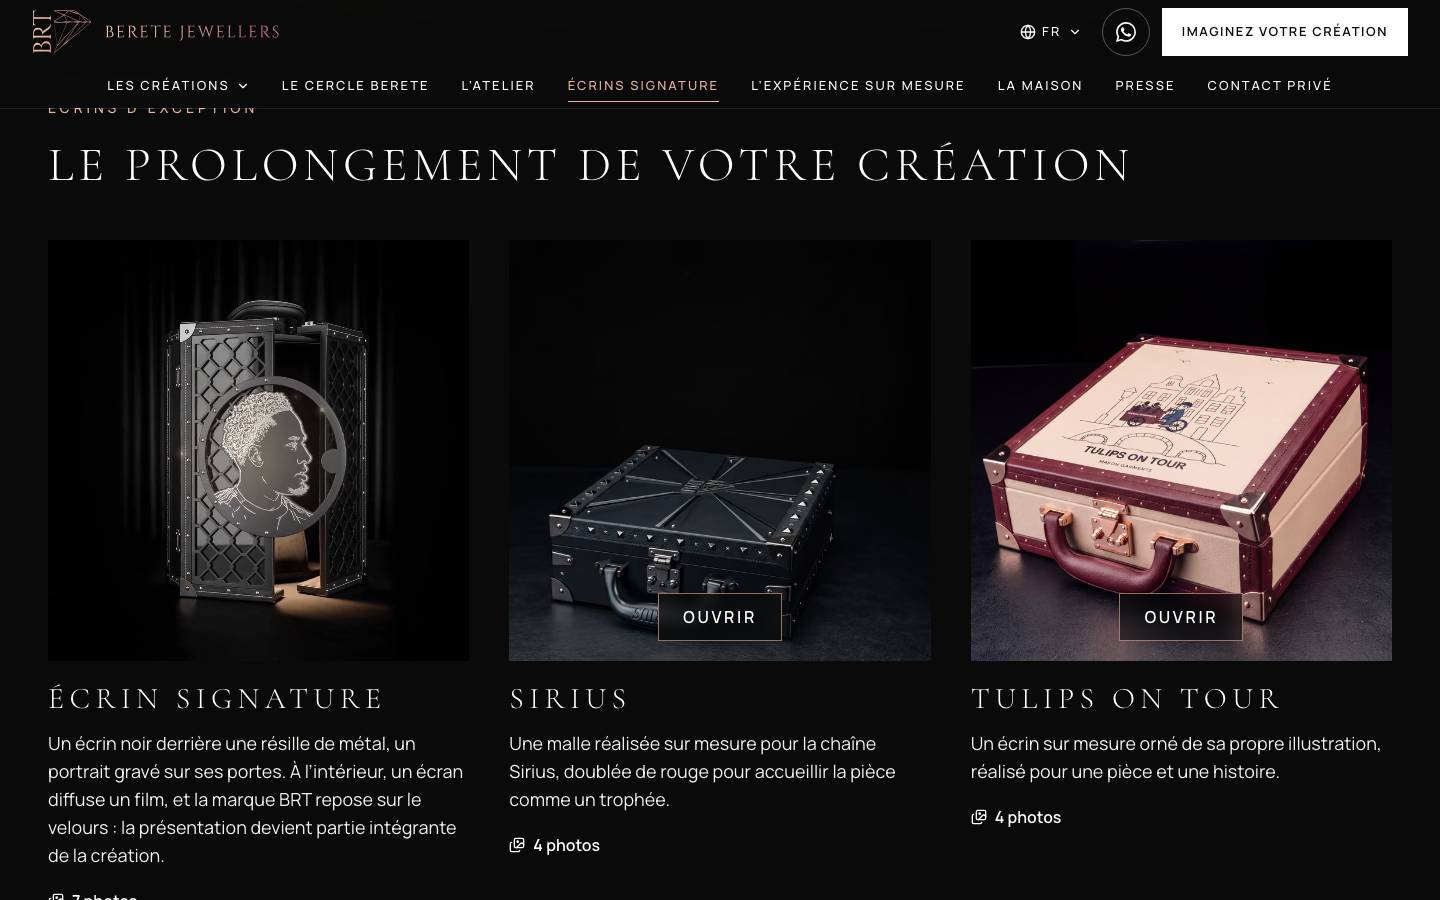 BRT
BERETE JEWELLERS
FR
IMAGINEZ VOTRE CRÉATION
LES CRÉATIONS
LE CERCLE BERETE
L'ATELIER
ÉCRINS SIGNATURE
L'EXPÉRIENCE SUR MESURE
LA MAISON
PRESSE
CONTACT PRIVÉ
ÉCRINS D'EXCEPTION
LE PROLONGEMENT DE VOTRE CRÉATION
TULIPS ON TOUR
OUVRIR
OUVRIR
ÉCRIN SIGNATURE
Un écrin noir derrière une résille de métal, un
portrait gravé sur ses portes. À l'intérieur, un écran
diffuse un film, et la marque BRT repose sur le
velours : la présentation devient partie intégrante
de la création.
7 photos
SIRIUS
Une malle réalisée sur mesure pour la chaîne
Sirius, doublée de rouge pour accueillir la pièce
comme un trophée.
4 photos
TULIPS ON TOUR
Un écrin sur mesure orné de sa propre illustration,
réalisé pour une pièce et une histoire.
4 photos